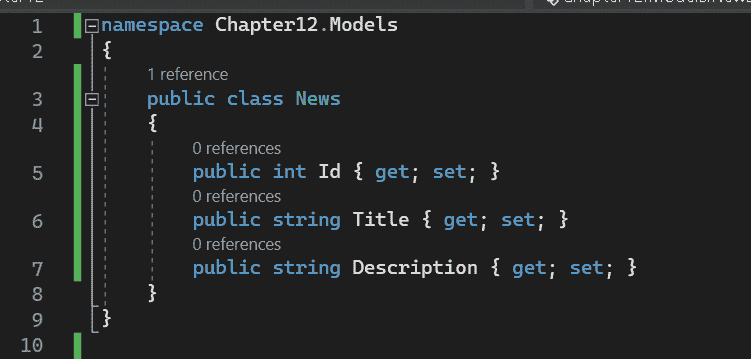 1 namespace Chapter12.Models
2 {
1 reference
3 public class News
4 {
0 references
5 public int Id { get; set; }
0 references
6 public string Title { get; set; }
0 references
7 public string Description { get; set; }
8 }
9 }
10